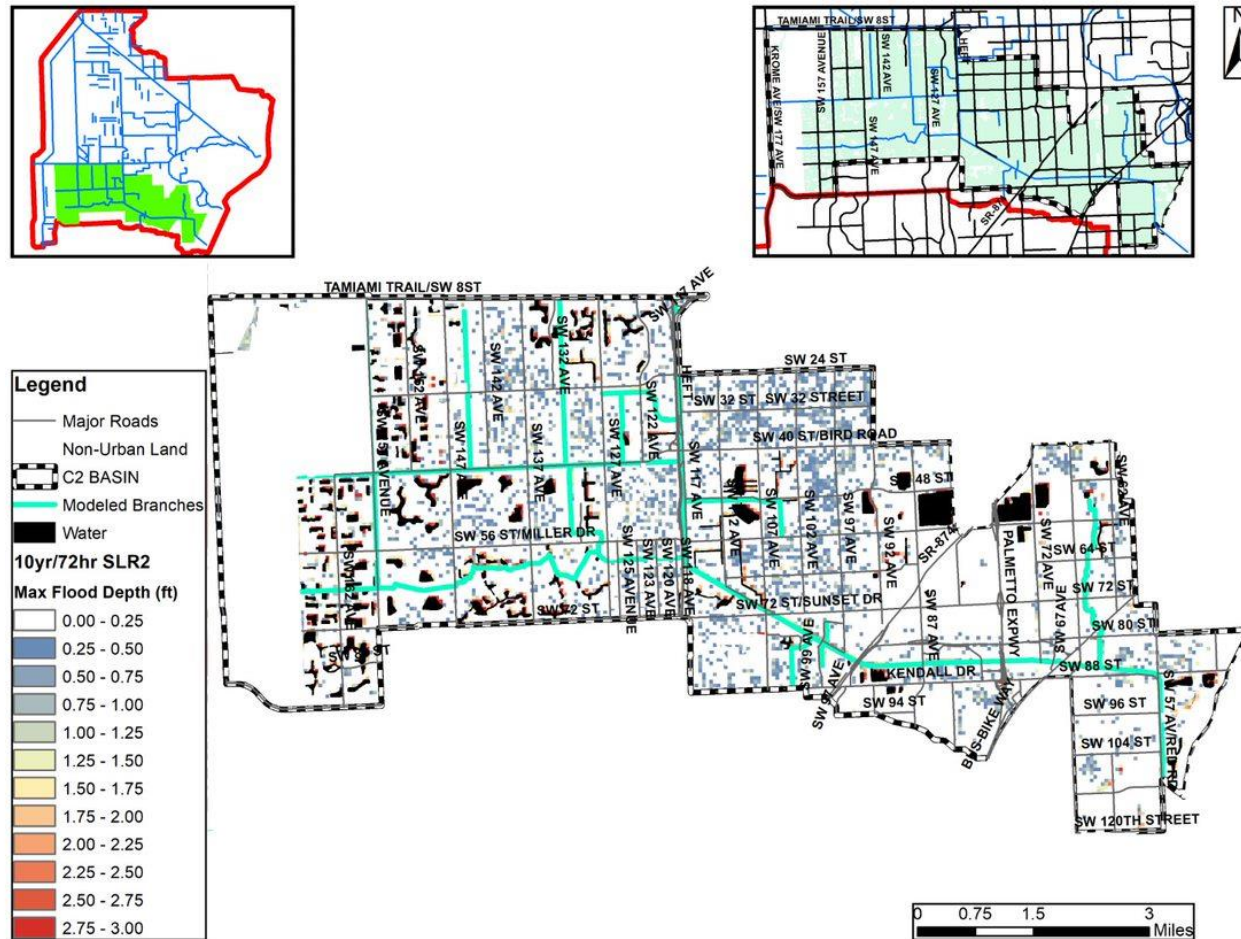 TAMIAMI TRAIL/SW 8ST
HEFT
KROME AVE/SW 177 AVE
SW 157 AVENUE
SW 142 AVE
SW 127 AVE
SW 147 AVE
SR-874
N
TAMIAMI TRAIL/SW 8ST
SW 24 ST
SW 132 AVE
SW 142 AVE
HEFT
SW 32 ST
SW 32 STREET
SW 122 AVE
SW 40 ST/BIRD ROAD
SW 147 AVE
SW 137 AVE
SW 127 AVE
SW 117 AVE
48 ST
SW 107 AVE
SW 102 AVE
SW 97 AVE
SW 92 AVE
SR-874
PALMETTO EXPWY
SW 72 AVE
SW 64 ST
SW 56 ST/MILLER DR
SW 125 AVENUE
SW 123 AVE
SW 120 AVE
SW 118 AVE
SW 72 ST
SW 72 ST/SUNSET DR
SW 72 ST
SW 87 AVE
SW 67 AVE
SW 80 ST
SW 99 AVE
SW 88 ST
KENDALL DR
SW 94 ST
SW 96 ST
SW 57 AV/RED RD
SW 104 ST
SW 120TH STREET
Legend
Major Roads
Non-Urban Land
C2 BASIN
Modeled Branches
Water
10yr/72hr SLR2
Max Flood Depth (ft)
0.00 - 0.25
0.25 - 0.50
0.50 - 0.75
0.75 - 1.00
1.00 - 1.25
1.25 - 1.50
1.50 - 1.75
1.75 - 2.00
2.00 - 2.25
2.25 - 2.50
2.50 - 2.75
2.75 - 3.00
0 0.75 1.5 3
Miles